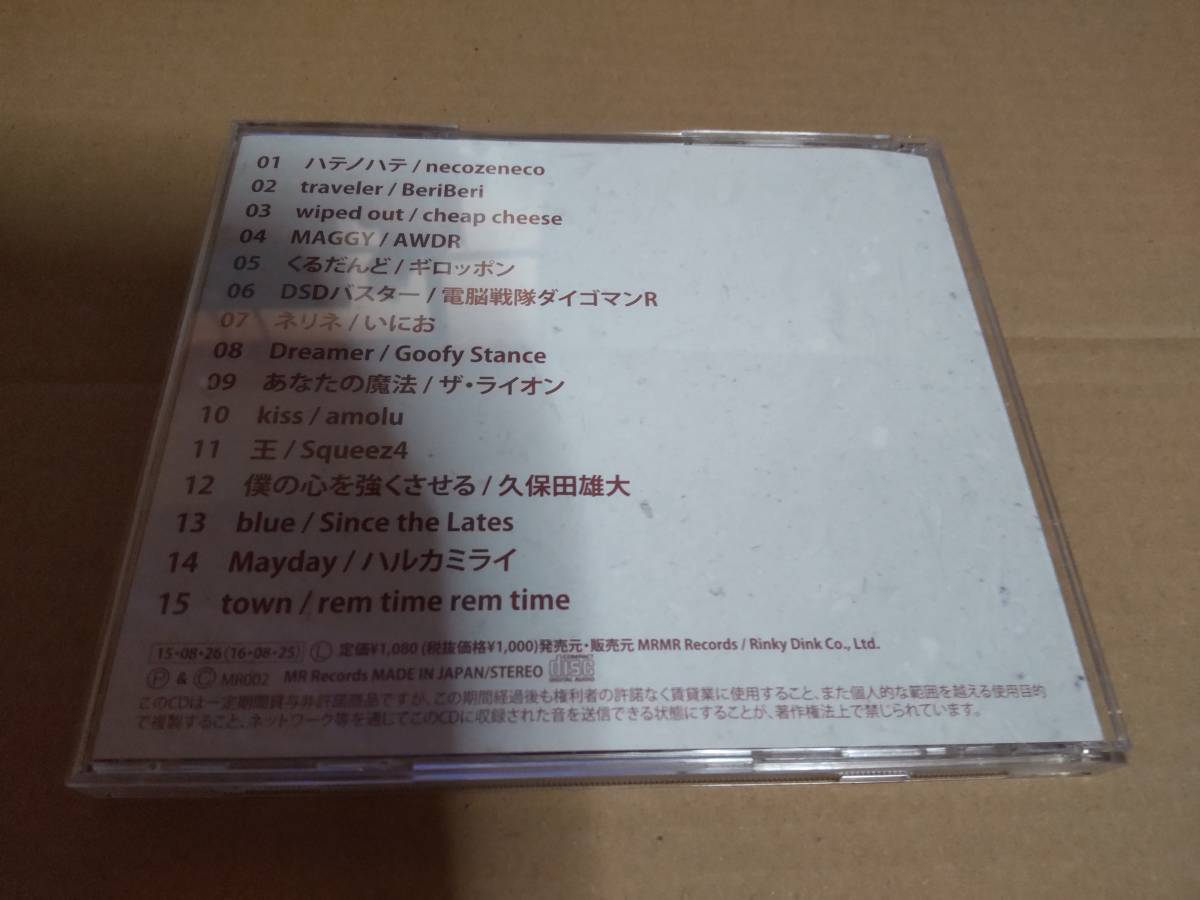 01 ハテノハテ / necozeneco
02 traveler / BeriBeri
03 wiped out / cheap cheese
04 MAGGY / AWDR
05 くるだんど / ギロッポン
06 DSDバスター / 電脳戦隊ダイゴマンR
07 ネリネ / いにお
08 Dreamer / Goofy Stance
09 あなたの魔法 / ザ・ライオン
10 kiss / amolu
11 王 / Squeez4
12 僕の心を強くさせる / 久保田雄大
13 blue / Since the Lates
14 Mayday / ハルカミライ
15 town / rem time rem time
15・08・26 (16・08・25) Ⓛ 定価¥1,080 (税抜価格¥1,000)発売元・販売元 MRMR Records / Rinky Dink Co., Ltd.
Ⓟ & Ⓒ MR002 MR Records MADE IN JAPAN/STEREO COMPACT disc DIGITAL AUDIO
このCDは一定期間貸与非許諾商品ですが、この期間経過後も権利者の許諾なく賃貸業に使用すること、また個人的な範囲を越える使用目的
で複製すること、ネットワーク等を通じてこのCDに収録された音を送信できる状態にすることが、著作権法上で禁じられています。